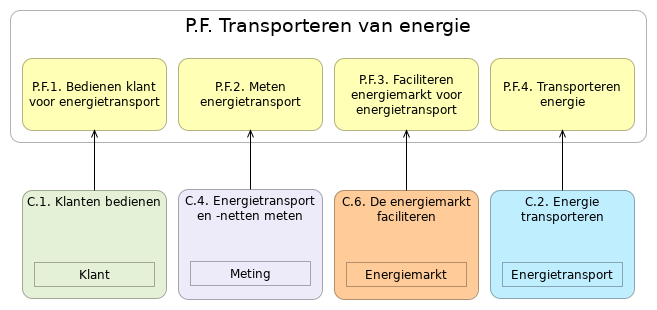 P.F. Transporteren van energie
P.F.1. Bedienen klant
voor energietransport
P.F.2. Meten
energietransport
P.F.3. Faciliteren
energiemarkt voor
energietransport
P.F.4. Transporteren
energie
C.1. Klanten bedienen
Klant
C.4. Energietransport
en -netten meten
Meting
C.6. De energiemarkt
faciliteren
Energiemarkt
C.2. Energie
transporteren
Energietransport